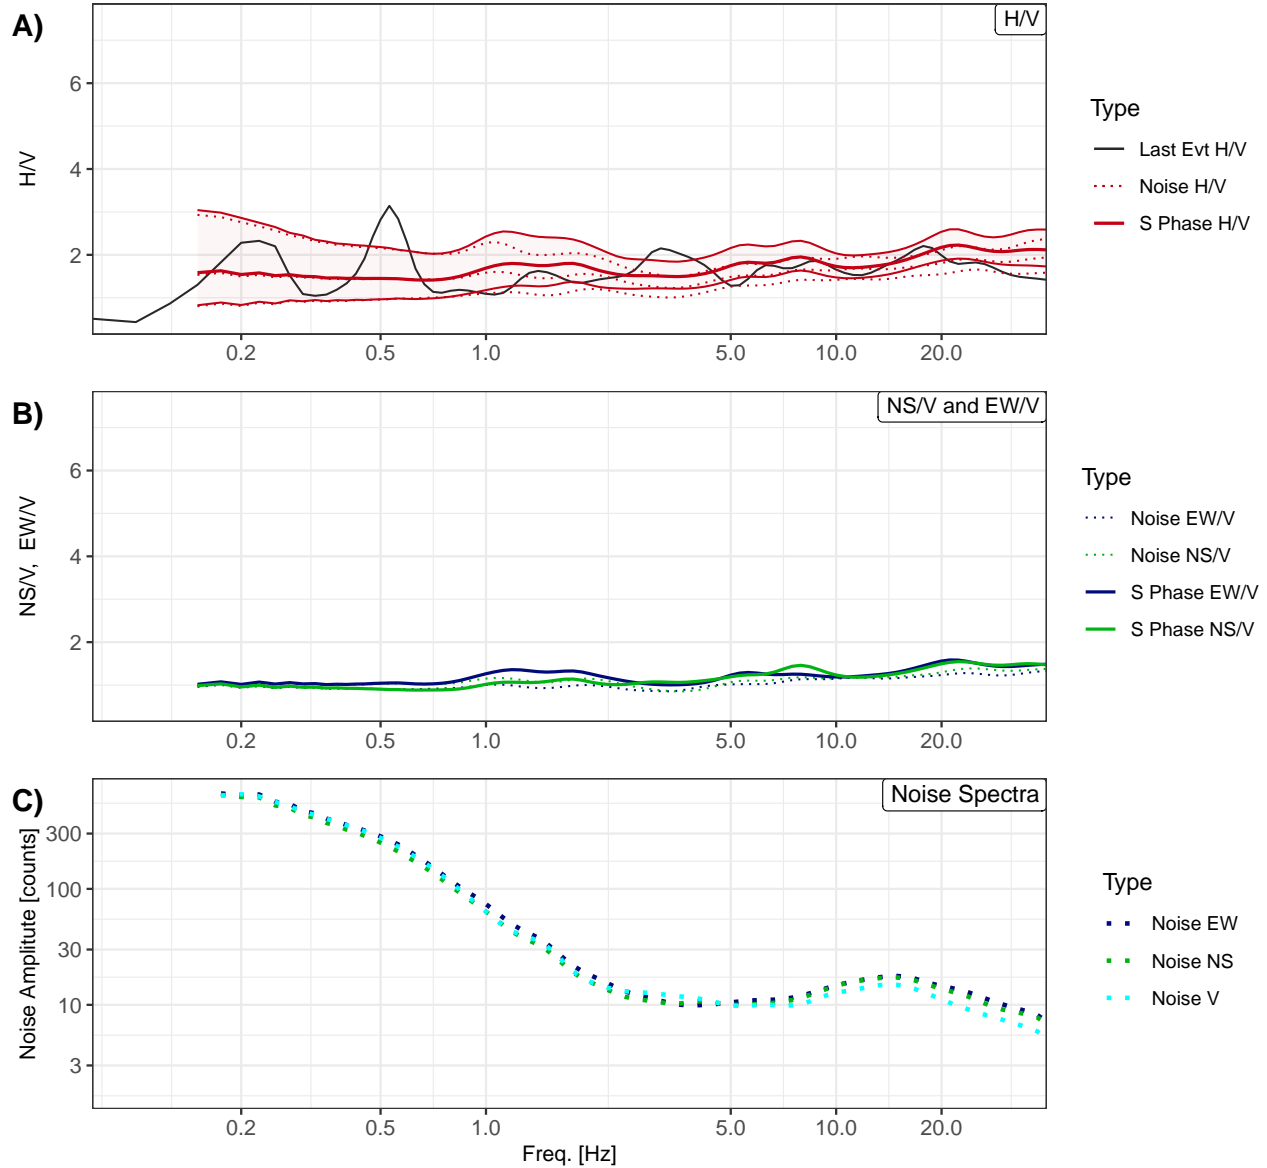 A)
H/V
H/V
6
4
2
0.2 0.5 1.0 5.0 10.0 20.0
Type
Last Evt H/V
Noise H/V
S Phase H/V
B)
NS/V and EW/V
NS/V, EW/V
6
4
2
0.2 0.5 1.0 5.0 10.0 20.0
Type
Noise EW/V
Noise NS/V
S Phase EW/V
S Phase NS/V
C)
Noise Spectra
Noise Amplitute [counts]
300
100
30
10
3
0.2 0.5 1.0 5.0 10.0 20.0
Freq. [Hz]
Type
Noise EW
Noise NS
Noise V